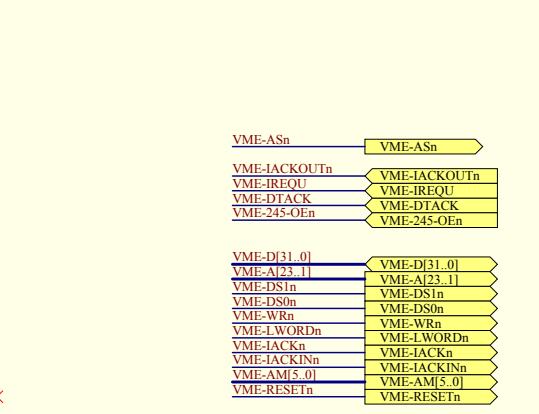 VME-ASn VME-ASn
VME-IACKOUTn VME-IACKOUTn
VME-IREQU VME-IREQU
VME-DTACK VME-DTACK
VME-245-OEn VME-245-OEn
VME-D[31..0] VME-D[31..0]
VME-A[23..1] VME-A[23..1]
VME-DS1n VME-DS1n
VME-DS0n VME-DS0n
VME-WRn VME-WRn
VME-LWORDn VME-LWORDn
VME-IACKn VME-IACKn
VME-IACKINn VME-IACKINn
VME-AM[5..0] VME-AM[5..0]
VME-RESETn VME-RESETn